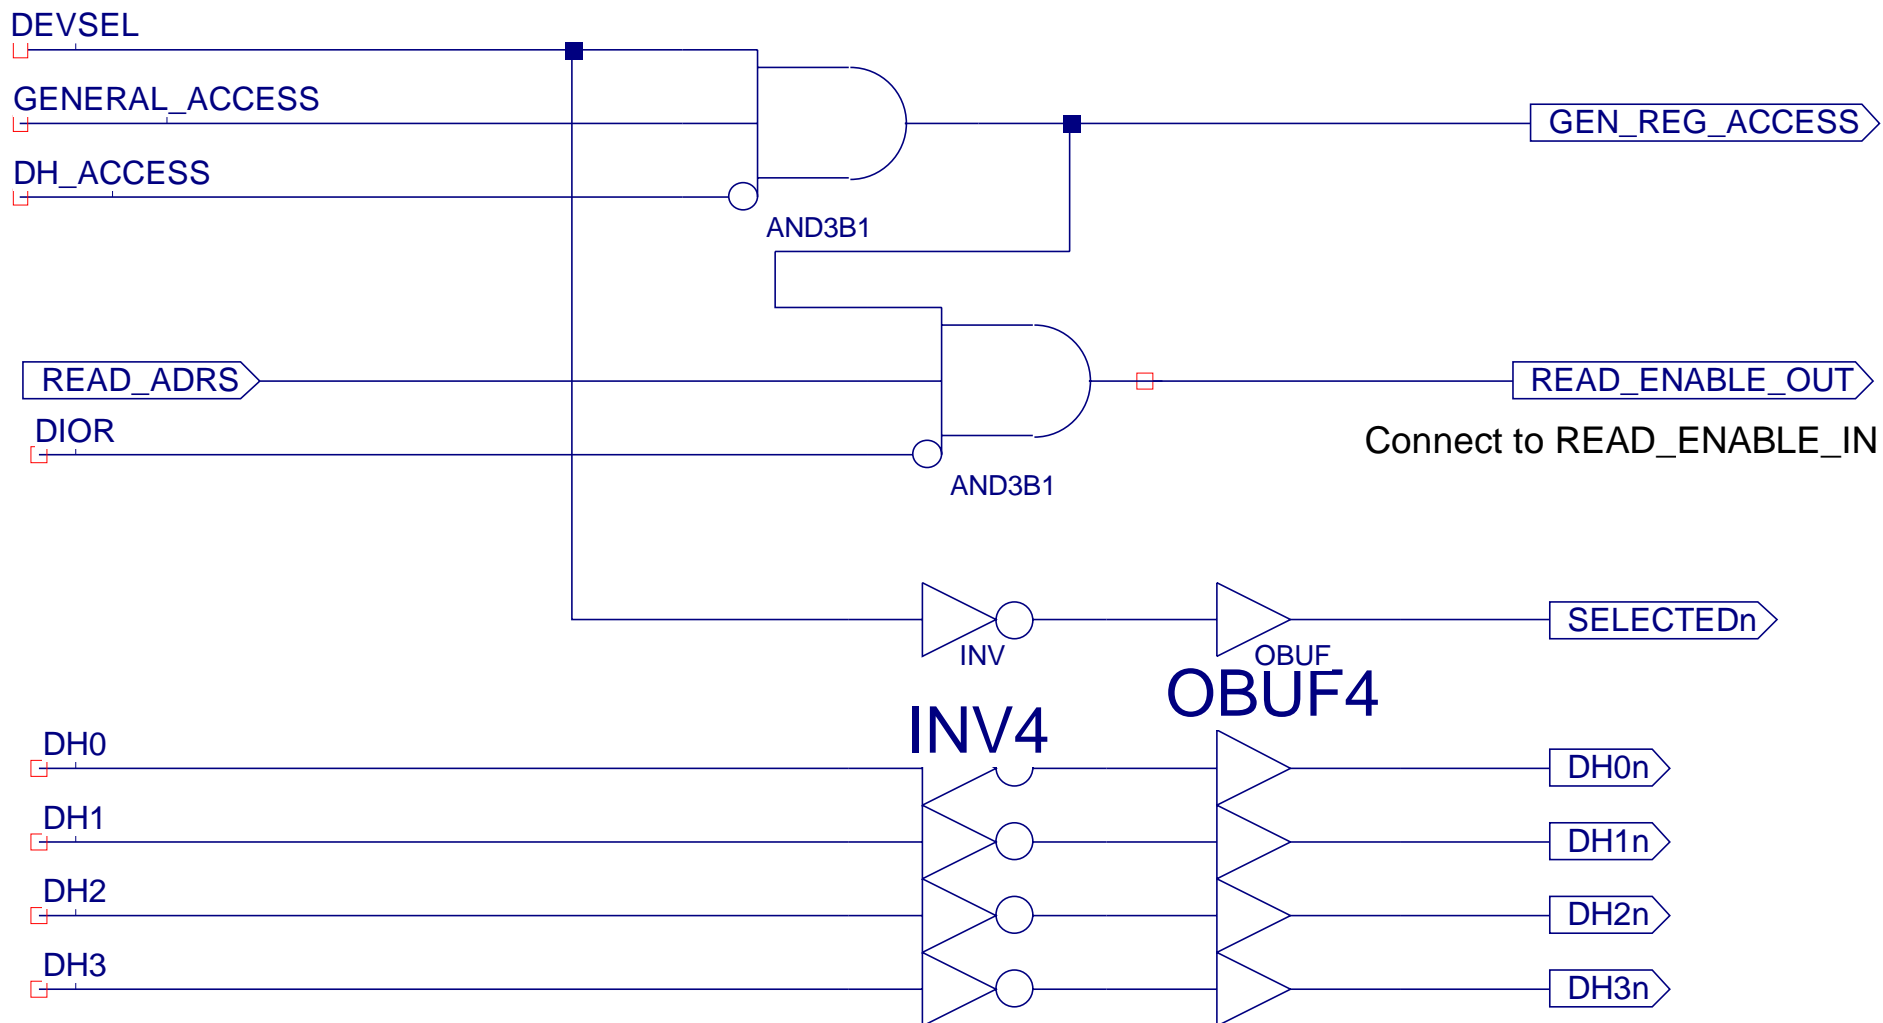 DEVSEL
GENERAL_ACCESS
GEN_REG_ACCESS
DH_ACCESS
AND3B1
READ_ADRS
READ_ENABLE_OUT
DIOR
Connect to READ_ENABLE_IN
AND3B1
SELECTEDn
INV
OBUF
OBUF4
INV4
DH0
DH0n
DH1
DH1n
DH2
DH2n
DH3
DH3n